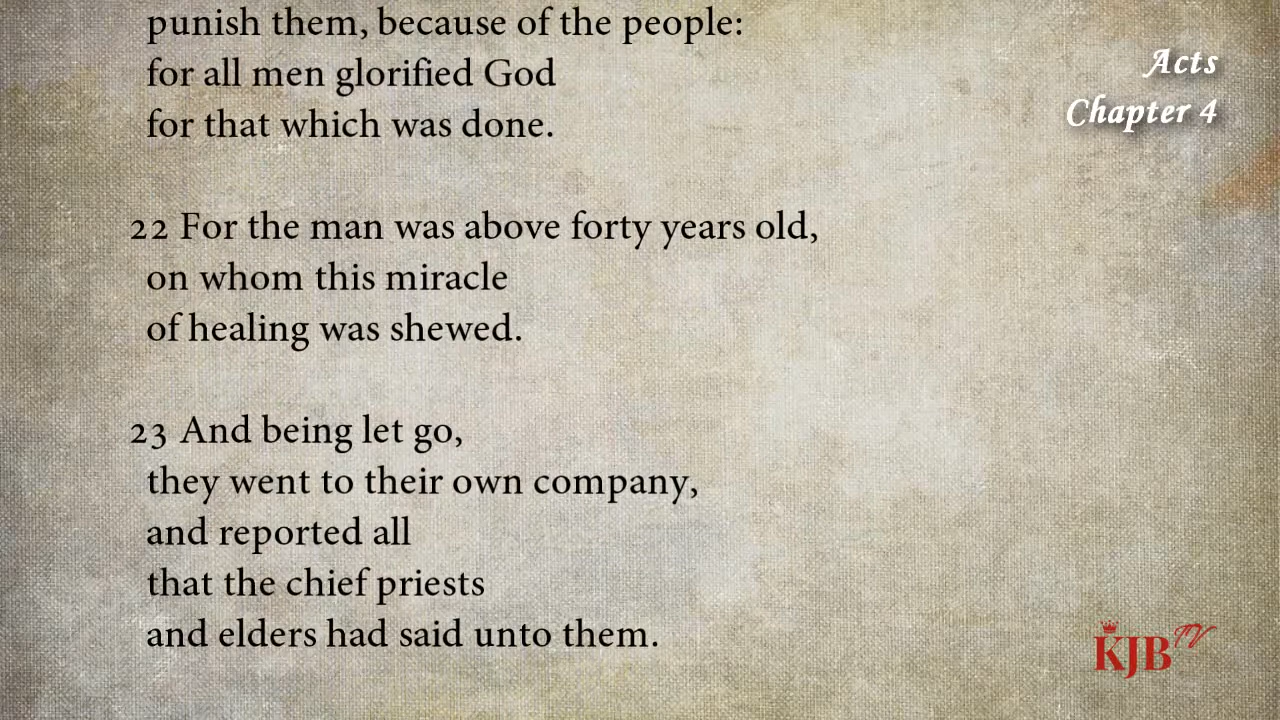 punish them, because of the people:
for all men glorified God
for that which was done.
22 For the man was above forty years old,
on whom this miracle
of healing was shewed.
23 And being let go,
they went to their own company,
and reported all
that the chief priests
and elders had said unto them.
Acts
Chapter 4
KJB TV